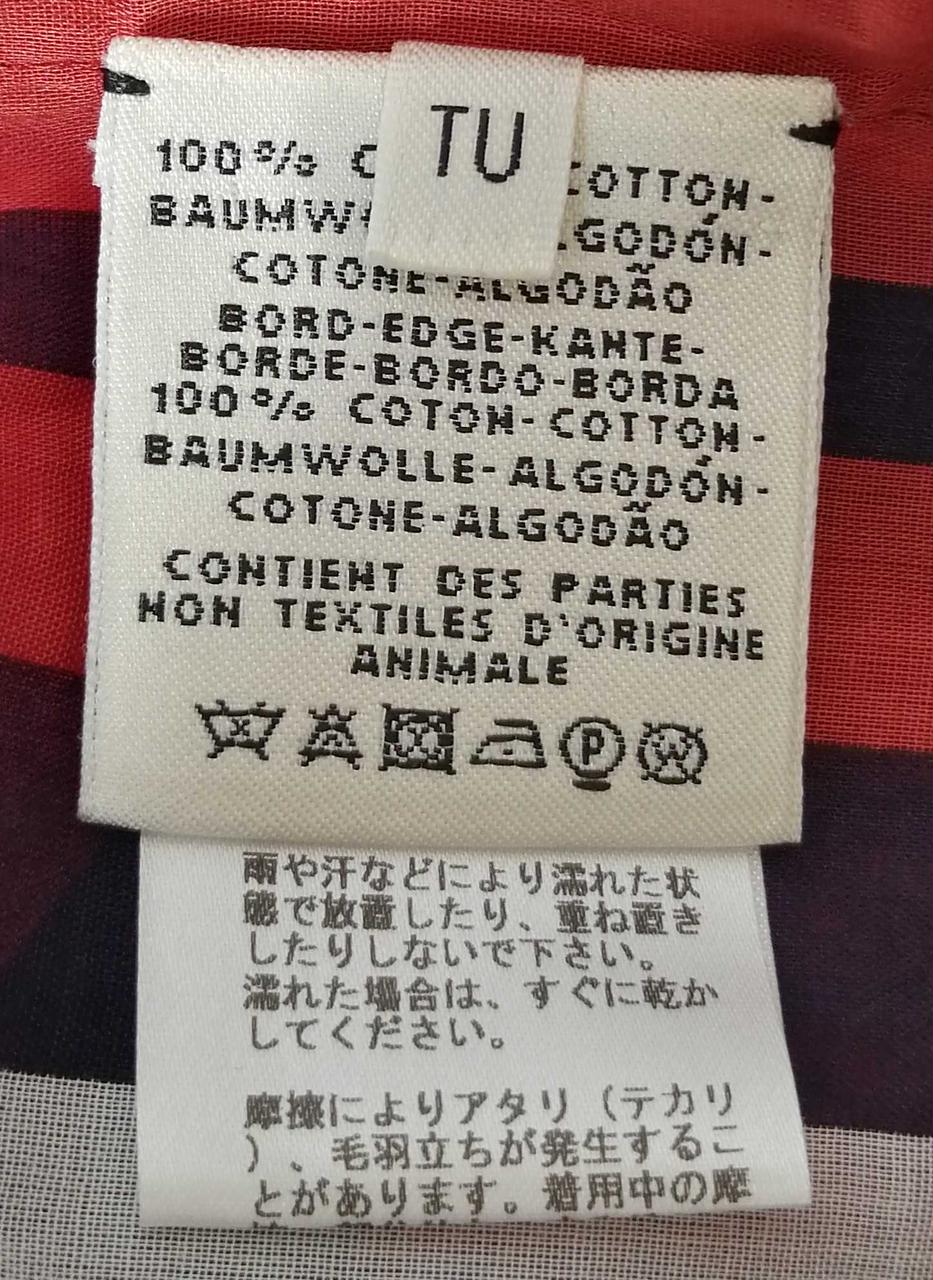 TU
100% C OTTON-
BAUMW LGODÓN-
COTONE-ALGODÃO
BORD-EDGE-KANTE-
BORDE-BORDO-BORDA
100% COTON-COTTON-
BAUMWOLLE-ALGODÓN-
COTONE-ALGODÃO
CONTIENT DES PARTIES
NON TEXTILES D'ORIGINE
ANIMALE
P W
雨や汗などにより濡れた状
態で放置したり、重ね置き
したりしないで下さい。
濡れた場合は、すぐに乾か
してください。
摩擦によりアタリ（テカリ
）、毛羽立ちが発生するこ
とがあります。着用中の摩